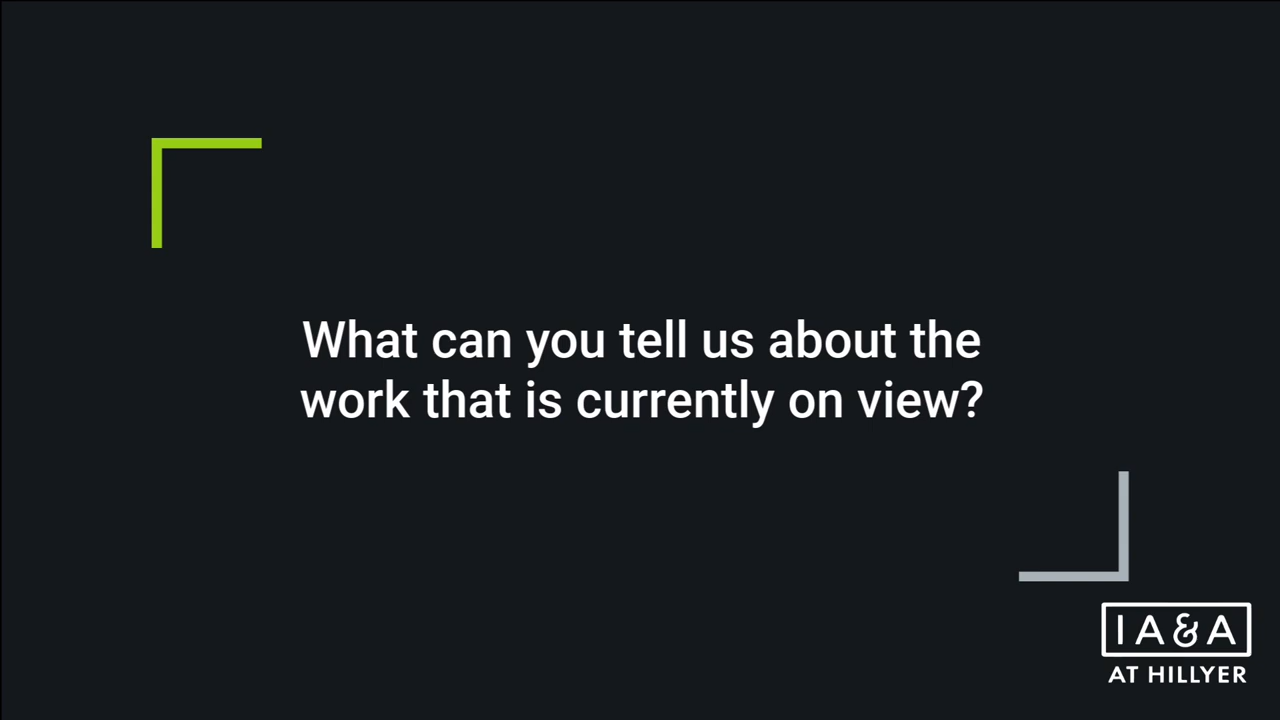 What can you tell us about the
work that is currently on view?
IA&A
AT HILLYER